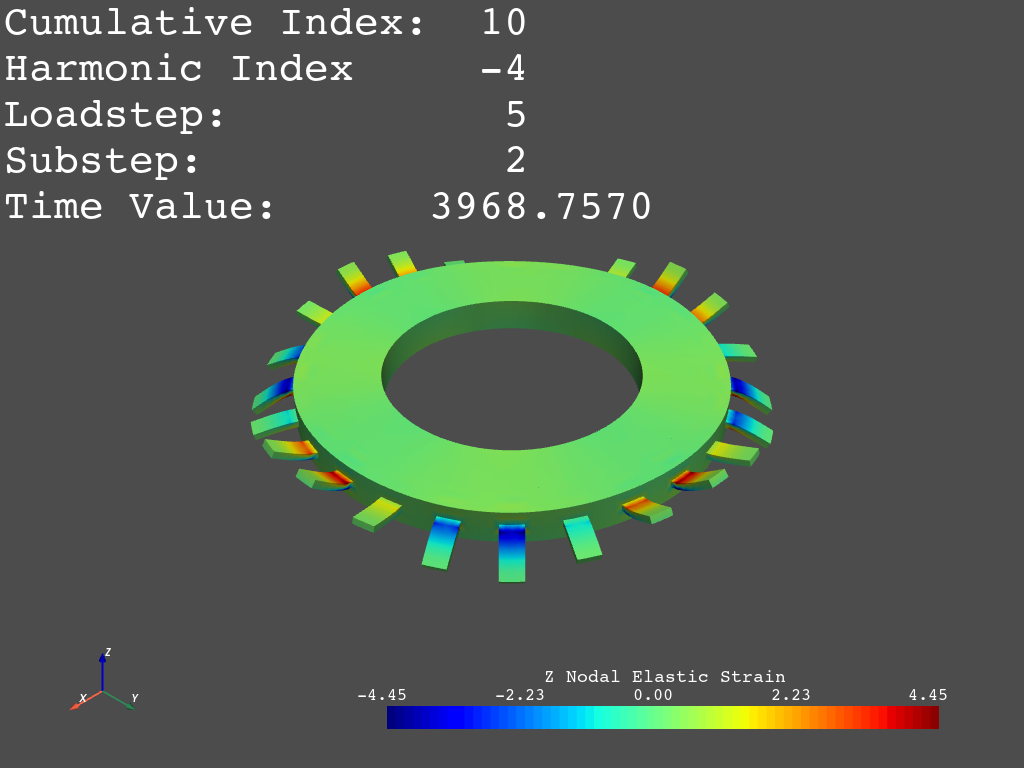 Cumulative Index: 10
Harmonic Index -4
Loadstep: 5
Substep: 2
Time Value: 3968.7570
Z
X Y
Z Nodal Elastic Strain
-4.45 -2.23 0.00 2.23 4.45